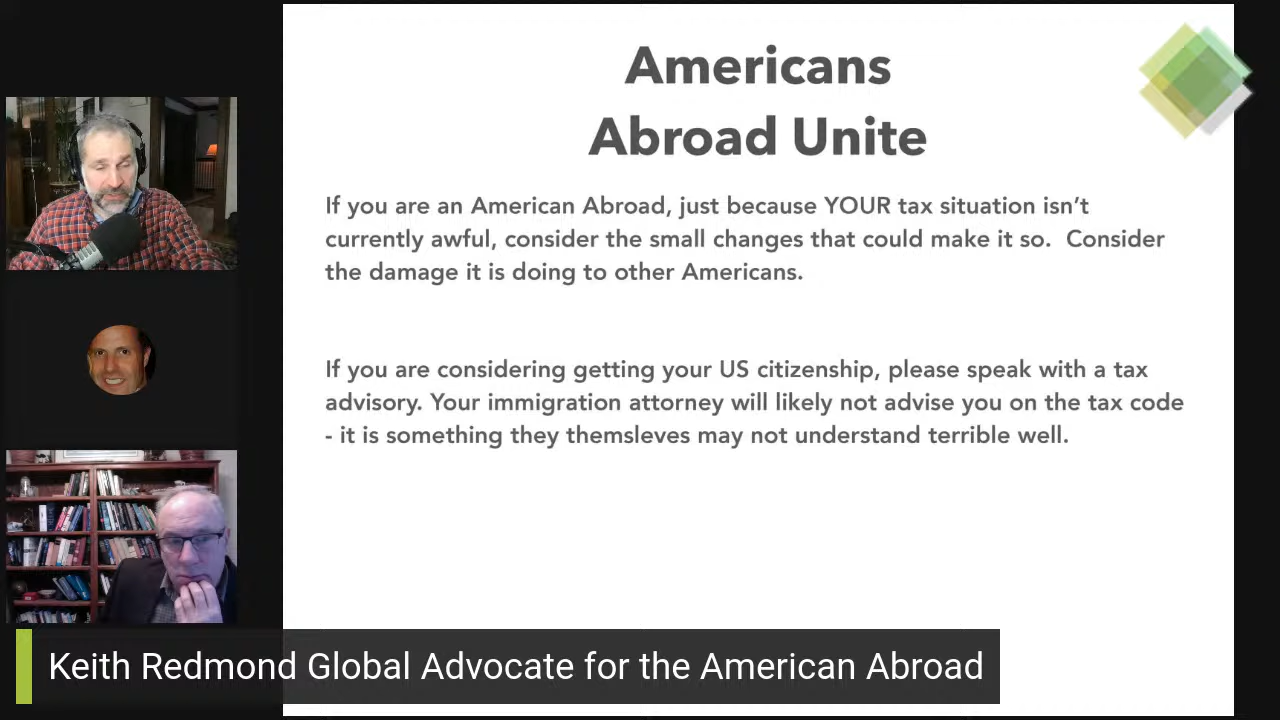 Americans
Abroad Unite
If you are an American Abroad, just because YOUR tax situation isn’t
currently awful, consider the small changes that could make it so.  Consider
the damage it is doing to other Americans.
If you are considering getting your US citizenship, please speak with a tax
advisory. Your immigration attorney will likely not advise you on the tax code
- it is something they themsleves may not understand terrible well.
Keith Redmond Global Advocate for the American Abroad